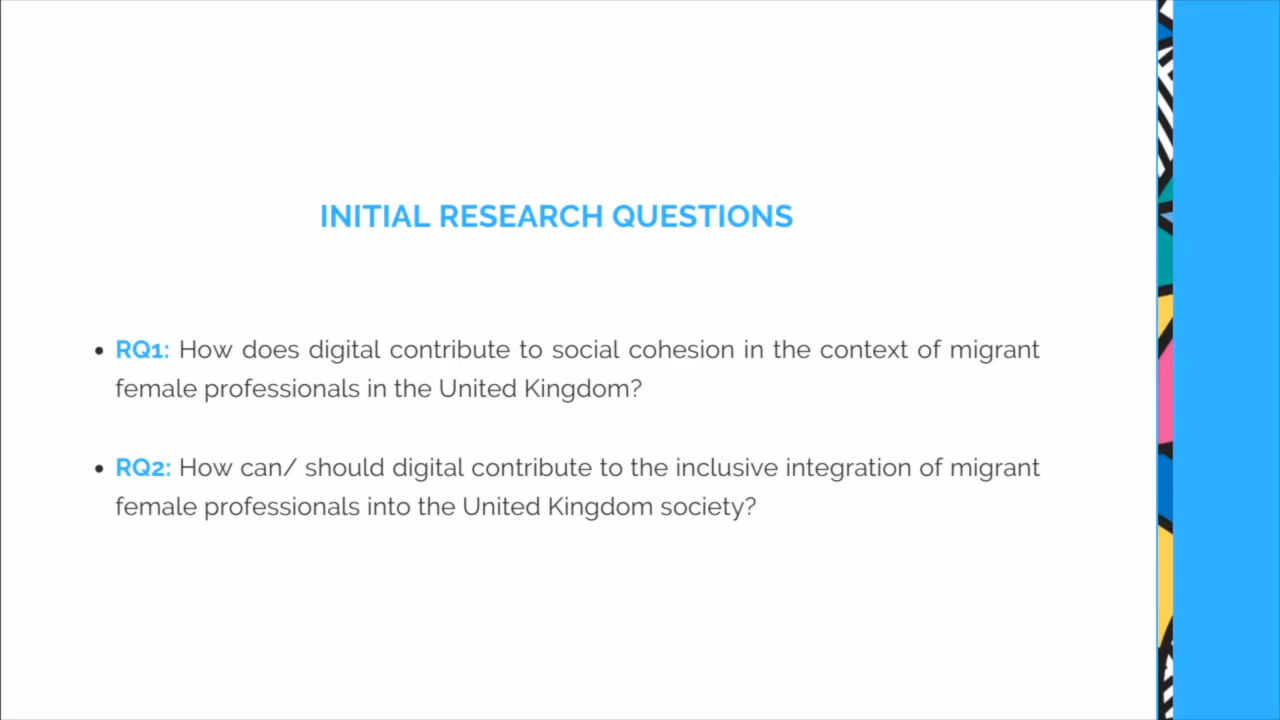 INITIAL RESEARCH QUESTIONS
• RQ1: How does digital contribute to social cohesion in the context of migrant
female professionals in the United Kingdom?
• RQ2: How can/ should digital contribute to the inclusive integration of migrant
female professionals into the United Kingdom society?